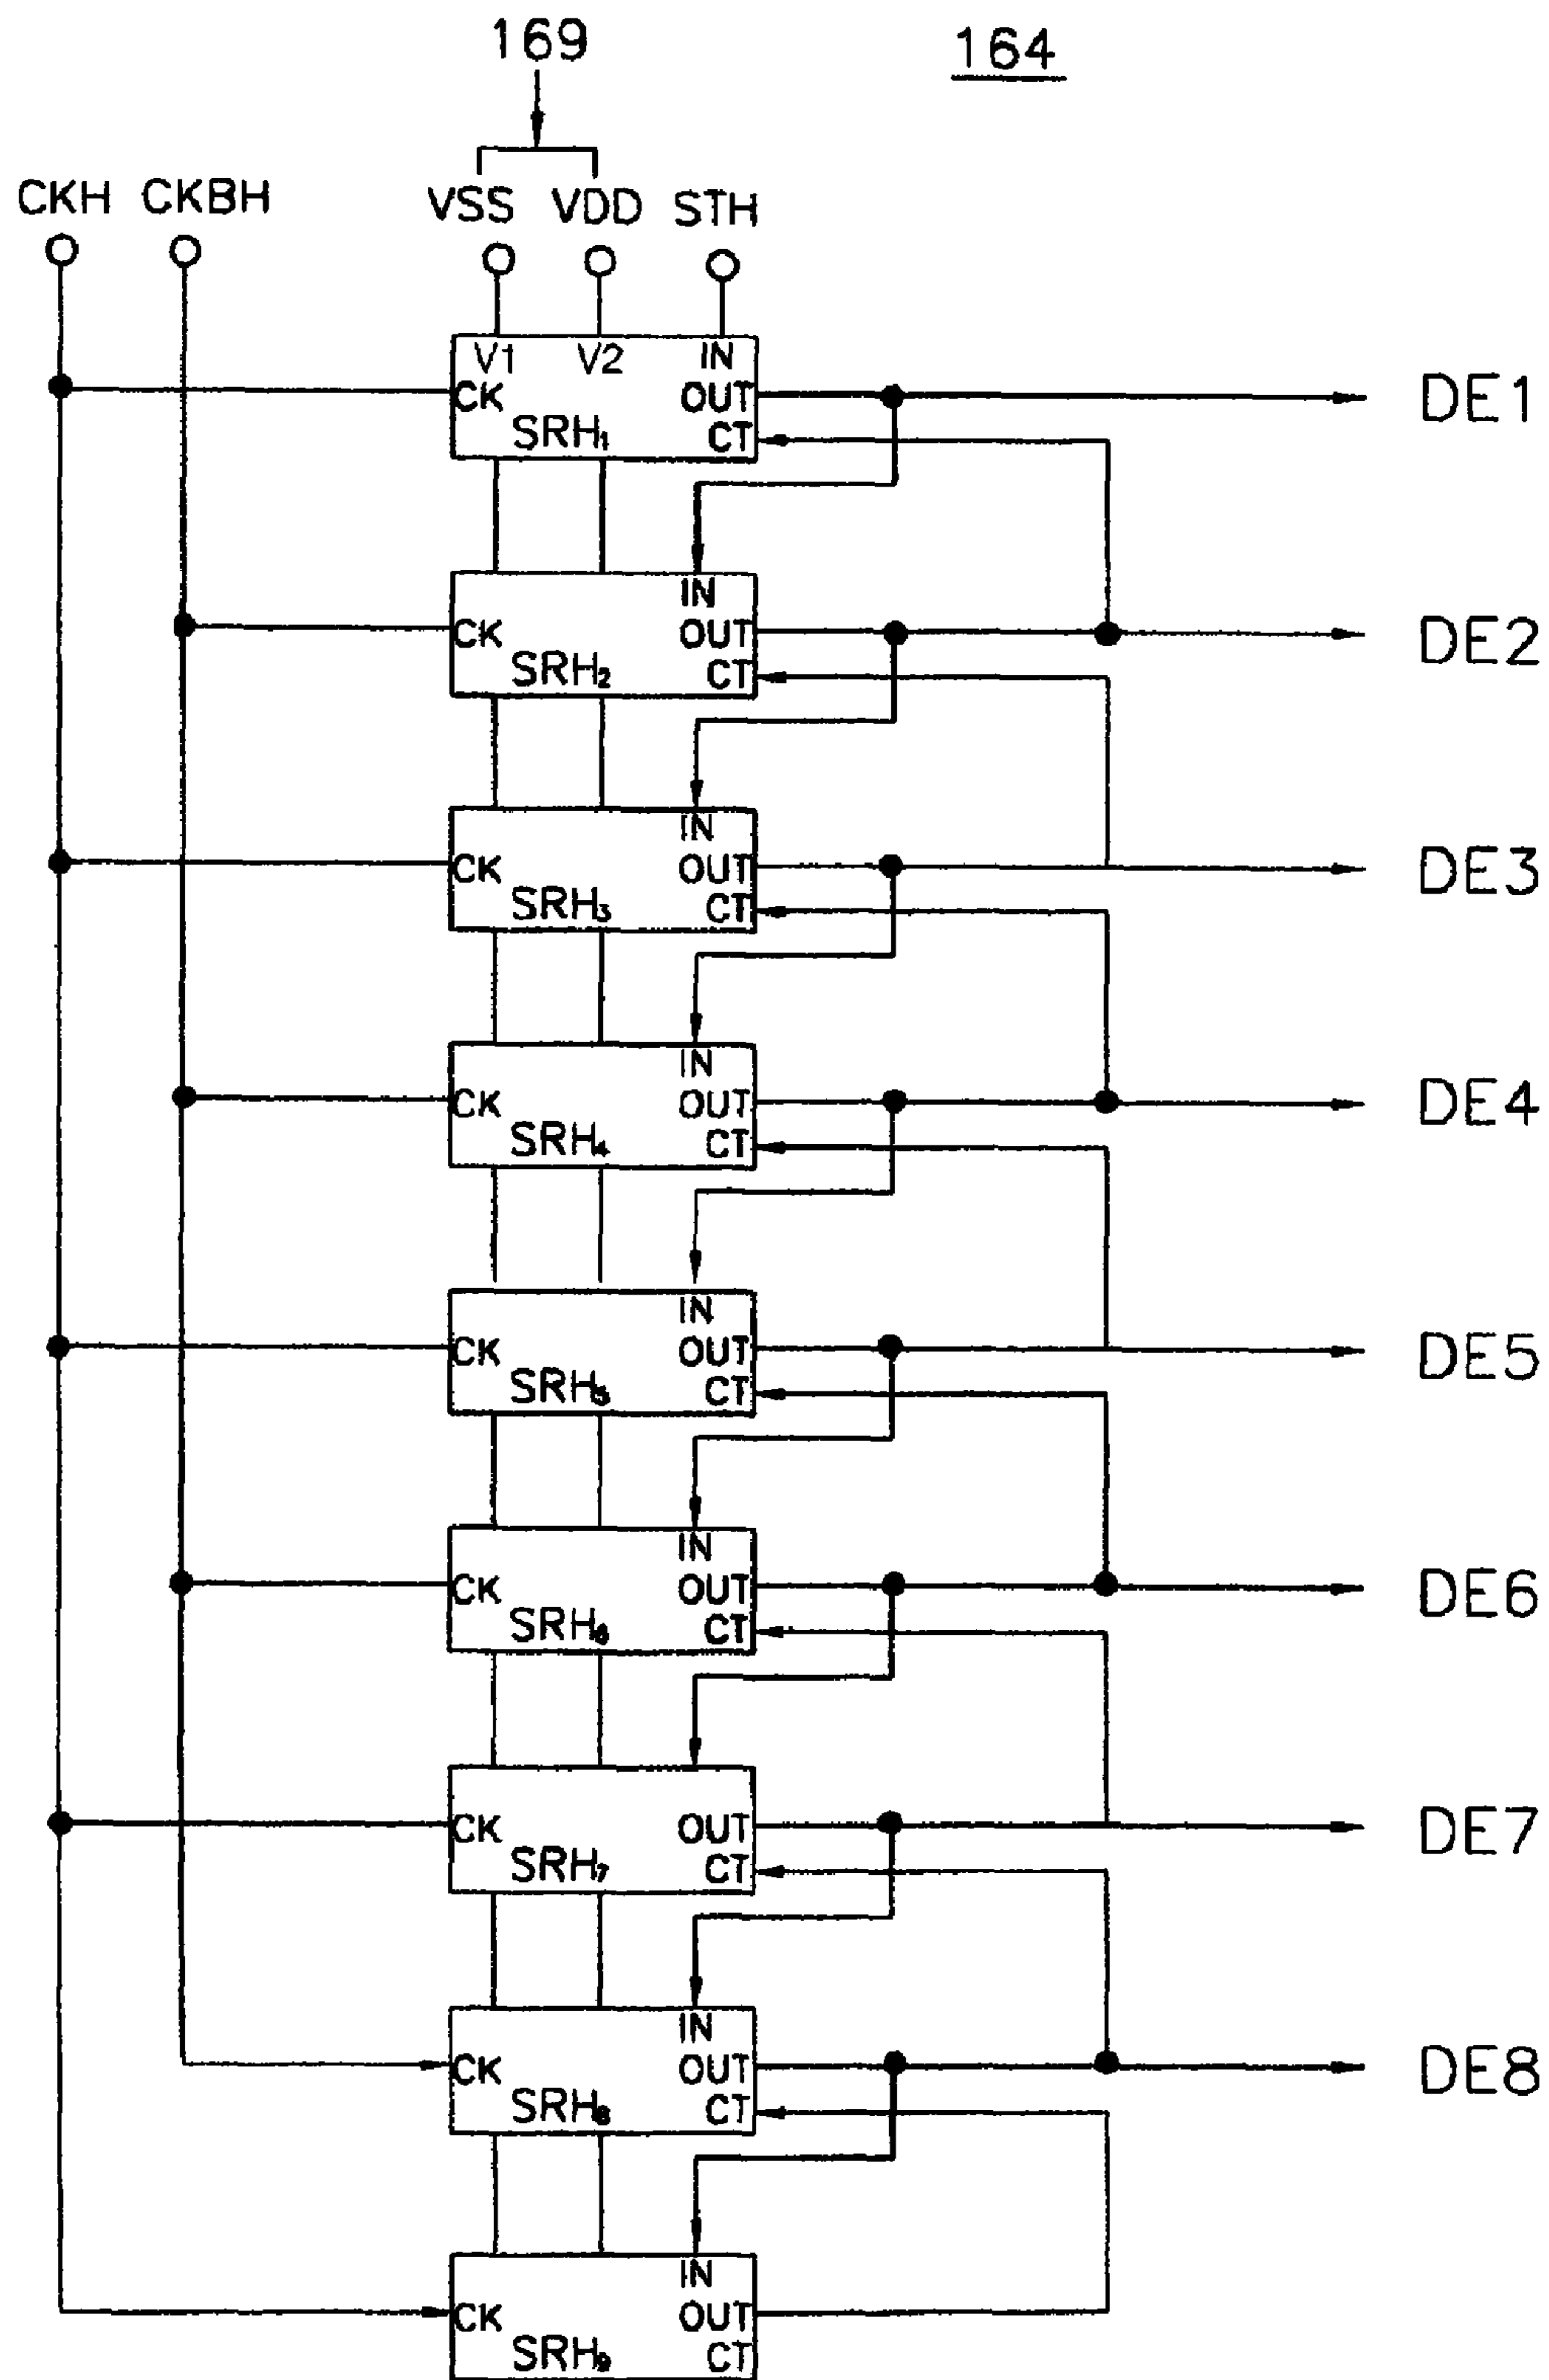 169
164
CKH CKBH VSS VDD STH
V1 V2 IN
CK OUT DE1
SRH₁ CT
IN
CK OUT DE2
SRH₂ CT
IN
CK OUT DE3
SRH₃ CT
IN
CK OUT DE4
SRH₄ CT
IN
CK OUT DE5
SRH₅ CT
IN
CK OUT DE6
SRH₆ CT
CK OUT DE7
SRH₇ CT
IN
CK OUT DE8
SRH₈ CT
IN
CK OUT
SRH₉ CT